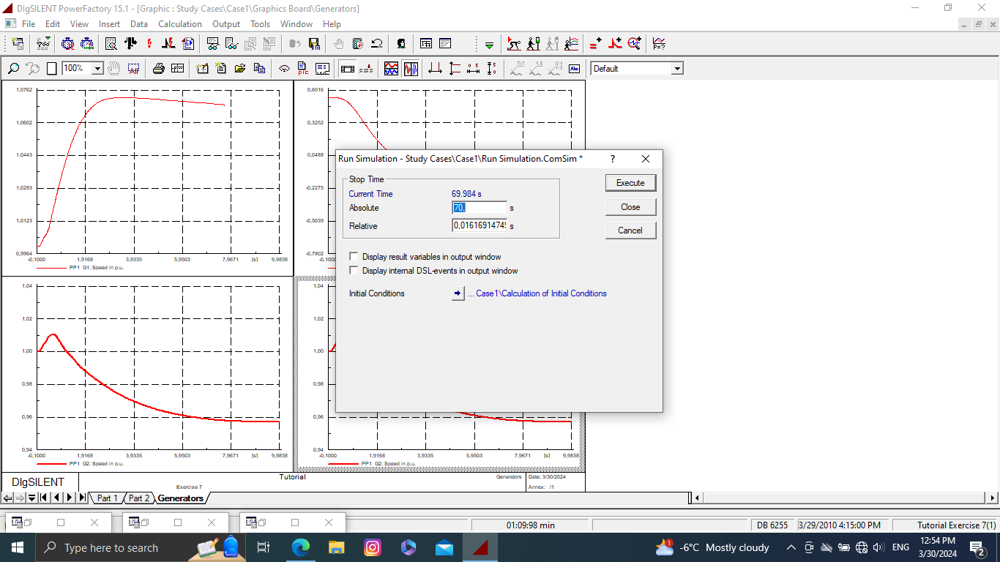 DIgSILENT PowerFactory 15.1 - [Graphic : Study Cases\Case1\Graphics Board\Generators]
File Edit View Insert Data Calculation Output Tools Window Help
100% Default
1,0762
1,0602
1,0443
1,0283
1,0123
0,9964
-0,1000 1,9168 3,9335 5,9503 7,9671 [s] 9,9838
PP1 G1: Speed in p.u.
0,6016
0,3252
0,0488
-0,2275
-0,5039
-0,7802
Run Simulation - Study Cases\Case1\Run Simulation.ComSim *
? 
Stop Time
Current Time 69.984 s
Absolute 70, s
Relative 0,0161691474 s
Execute
Close
Cancel
Display result variables in output window
Display internal DSL-events in output window
Initial Conditions ... Case1\Calculation of Initial Conditions
1,04
1,02
1,00
0,98
0,96
0,94
-0,1000 1,9168 3,9335 5,9503 7,9671 [s] 9,9838
PP1 G2: Speed in p.u.
1,04
1,02
1,00
0,98
0,96
0,94
-0,1000 1,9168 3,9335 5,9503 7,9671 [s] 9,9838
PP1 G2: Speed in p.u.
DIgSILENT
Tutorial
Exercise 7
Generators
Date: 3/30/2024
Annex: /1
Part 1 Part 2 Generators
01:09:98 min DB 6255 3/29/2010 4:15:00 PM Tutorial Exercise 7(1)
Type here to search
-6°C Mostly cloudy
ENG
12:54 PM
3/30/2024
2